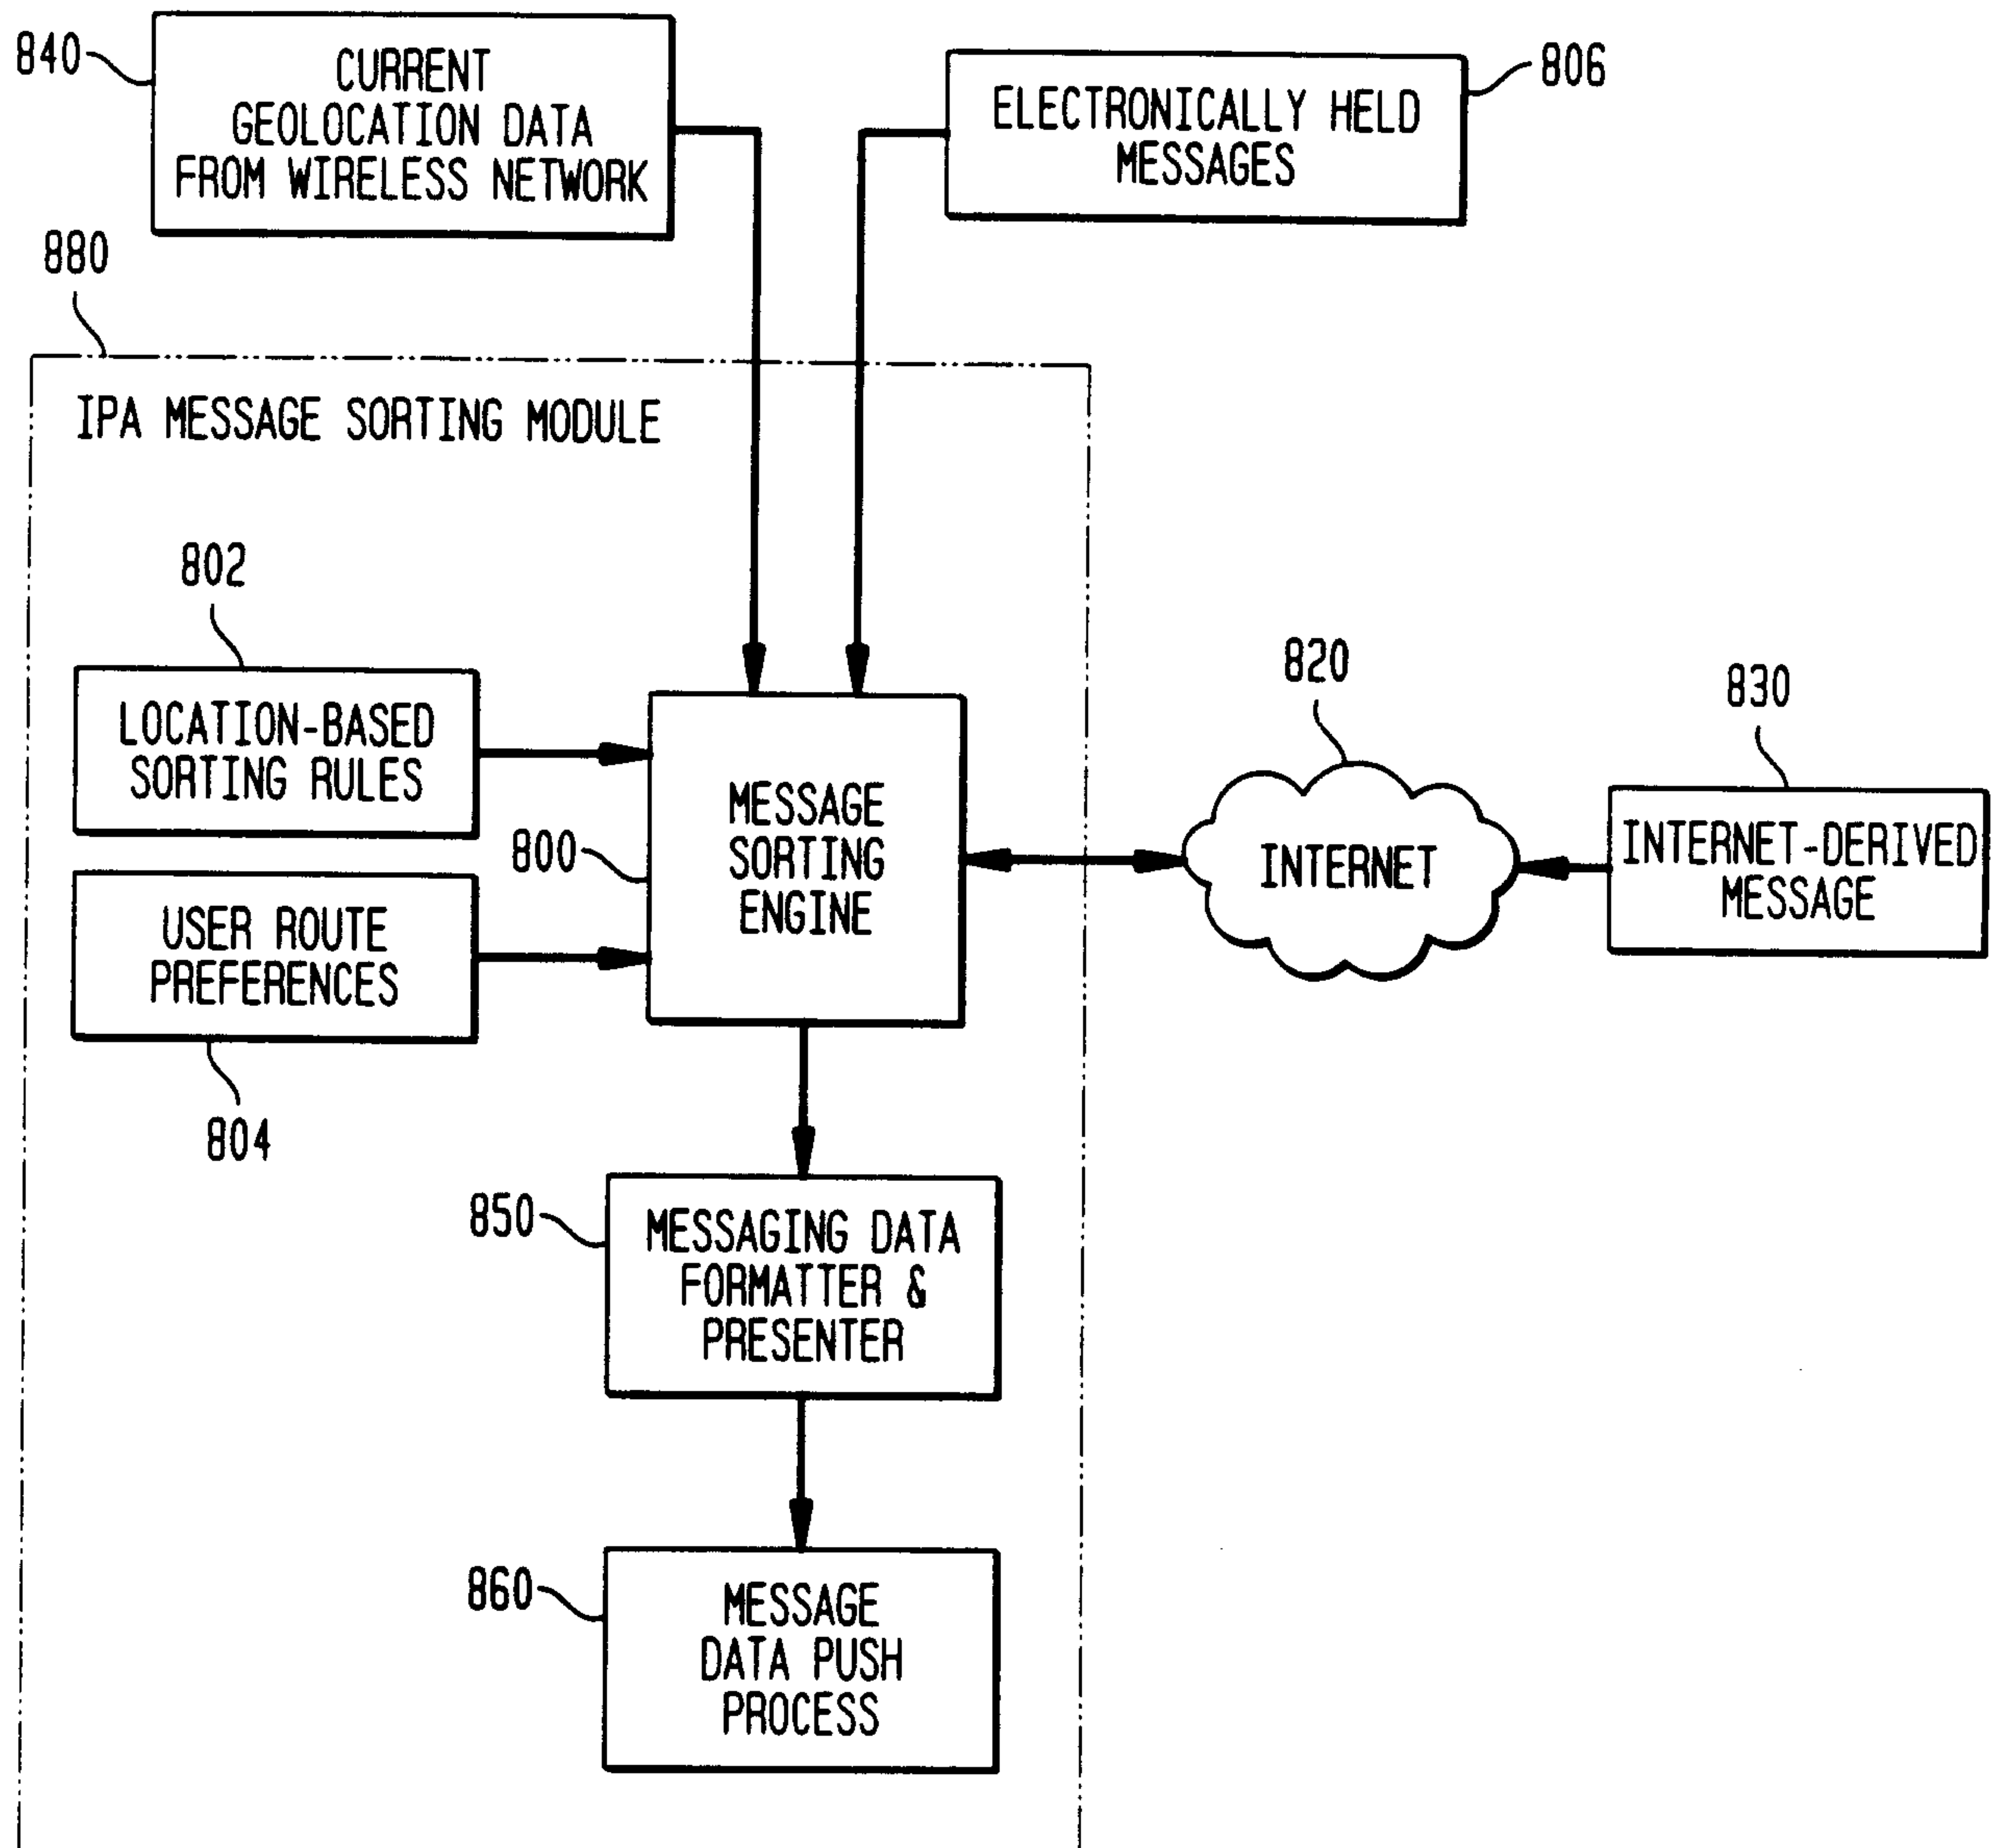 840
CURRENT
GEOLOCATION DATA
FROM WIRELESS NETWORK
ELECTRONICALLY HELD
MESSAGES
806
880
IPA MESSAGE SORTING MODULE
802
LOCATION-BASED
SORTING RULES
800
MESSAGE
SORTING
ENGINE
820
INTERNET
830
INTERNET-DERIVED
MESSAGE
USER ROUTE
PREFERENCES
804
850
MESSAGING DATA
FORMATTER &
PRESENTER
860
MESSAGE
DATA PUSH
PROCESS